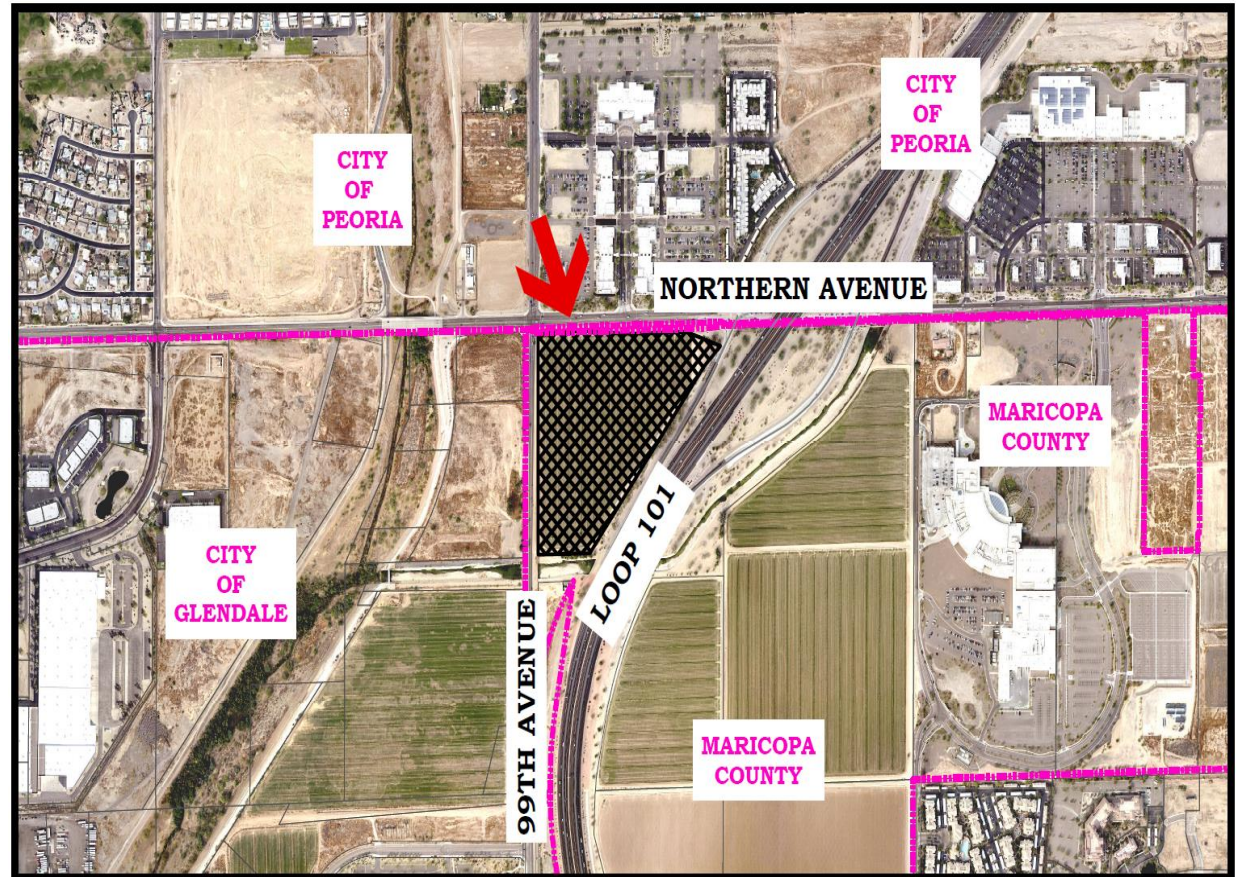 CITY
OF
PEORIA
CITY
OF
PEORIA
NORTHERN AVENUE
MARICOPA
COUNTY
LOOP 101
CITY
OF
GLENDALE
99TH AVENUE
MARICOPA
COUNTY